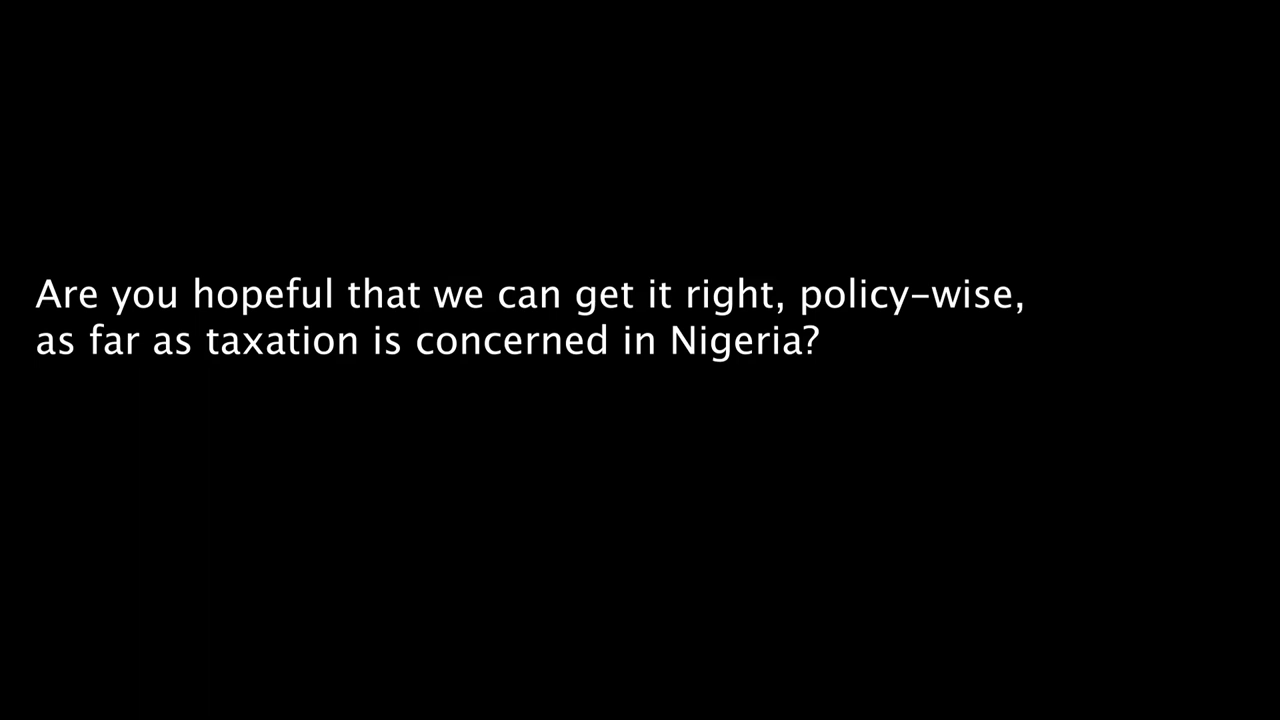 Are you hopeful that we can get it right, policy-wise,
as far as taxation is concerned in Nigeria?